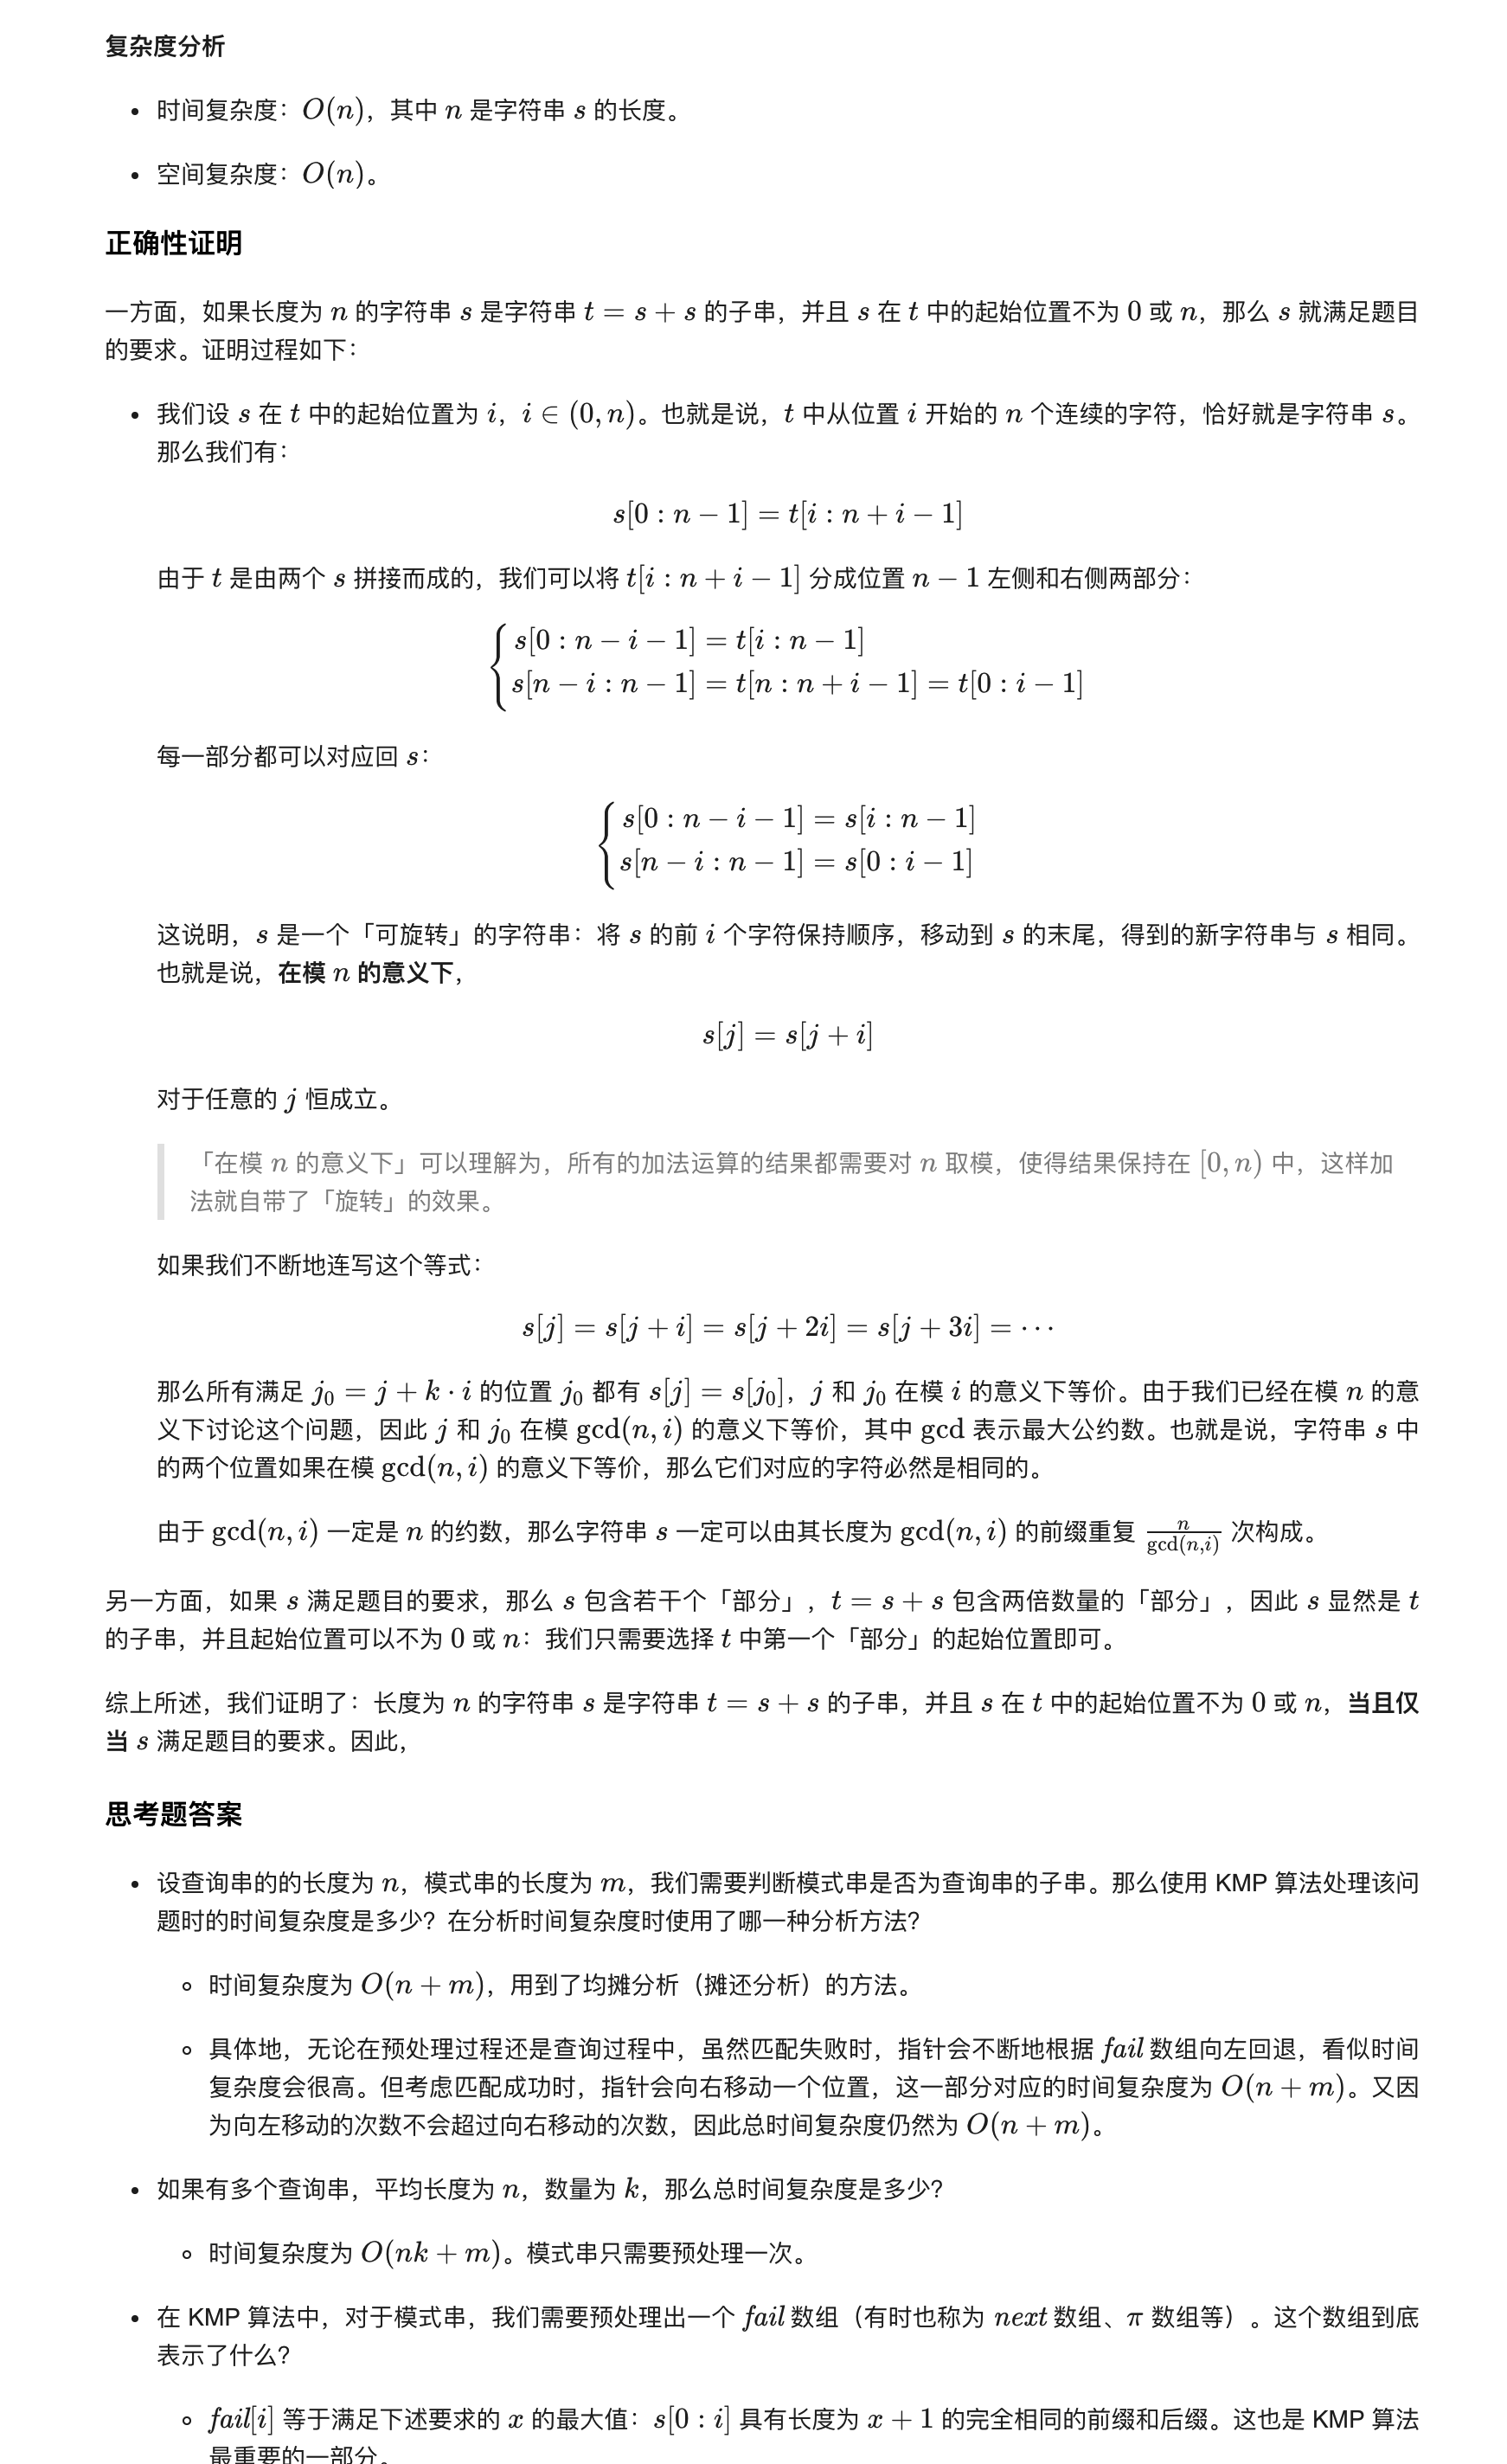 复杂度分析
• 时间复杂度：O(n)，其中 n 是字符串 s 的长度。
• 空间复杂度：O(n)。
正确性证明
一方面，如果长度为 n 的字符串 s 是字符串 t = s + s 的子串，并且 s 在 t 中的起始位置不为 0 或 n，那么 s 就满足题目
的要求。证明过程如下：
• 我们设 s 在 t 中的起始位置为 i，i ∈ (0, n)。也就是说，t 中从位置 i 开始的 n 个连续的字符，恰好就是字符串 s。
那么我们有：
s[0 : n − 1] = t[i : n + i − 1]
由于 t 是由两个 s 拼接而成的，我们可以将 t[i : n + i − 1] 分成位置 n − 1 左侧和右侧两部分：
s[0 : n − i − 1] = t[i : n − 1]
s[n − i : n − 1] = t[n : n + i − 1] = t[0 : i − 1]
每一部分都可以对应回 s：
s[0 : n − i − 1] = s[i : n − 1]
s[n − i : n − 1] = s[0 : i − 1]
这说明，s 是一个「可旋转」的字符串：将 s 的前 i 个字符保持顺序，移动到 s 的末尾，得到的新字符串与 s 相同。
也就是说，在模 n 的意义下，
s[j] = s[j + i]
对于任意的 j 恒成立。
「在模 n 的意义下」可以理解为，所有的加法运算的结果都需要对 n 取模，使得结果保持在 [0, n) 中，这样加
法就自带了「旋转」的效果。
如果我们不断地连写这个等式：
s[j] = s[j + i] = s[j + 2i] = s[j + 3i] = ⋯
那么所有满足 j₀ = j + k · i 的位置 j₀ 都有 s[j] = s[j₀]，j 和 j₀ 在模 i 的意义下等价。由于我们已经在模 n 的意
义下讨论这个问题，因此 j 和 j₀ 在模 gcd(n, i) 的意义下等价，其中 gcd 表示最大公约数。也就是说，字符串 s 中
的两个位置如果在模 gcd(n, i) 的意义下等价，那么它们对应的字符必然是相同的。
由于 gcd(n, i) 一定是 n 的约数，那么字符串 s 一定可以由其长度为 gcd(n, i) 的前缀重复 n/gcd(n,i) 次构成。
另一方面，如果 s 满足题目的要求，那么 s 包含若干个「部分」，t = s + s 包含两倍数量的「部分」，因此 s 显然是 t
的子串，并且起始位置可以不为 0 或 n：我们只需要选择 t 中第一个「部分」的起始位置即可。
综上所述，我们证明了：长度为 n 的字符串 s 是字符串 t = s + s 的子串，并且 s 在 t 中的起始位置不为 0 或 n，当且仅
当 s 满足题目的要求。因此，
思考题答案
• 设查询串的的长度为 n，模式串的长度为 m，我们需要判断模式串是否为查询串的子串。那么使用 KMP 算法处理该问
题时的时间复杂度是多少？在分析时间复杂度时使用了哪一种分析方法？
◦ 时间复杂度为 O(n + m)，用到了均摊分析（摊还分析）的方法。
◦ 具体地，无论在预处理过程还是查询过程中，虽然匹配失败时，指针会不断地根据 fail 数组向左回退，看似时间
复杂度会很高。但考虑匹配成功时，指针会向右移动一个位置，这一部分对应的时间复杂度为 O(n + m)。又因
为向左移动的次数不会超过向右移动的次数，因此总时间复杂度仍然为 O(n + m)。
• 如果有多个查询串，平均长度为 n，数量为 k，那么总时间复杂度是多少？
◦ 时间复杂度为 O(nk + m)。模式串只需要预处理一次。
• 在 KMP 算法中，对于模式串，我们需要预处理出一个 fail 数组（有时也称为 next 数组、π 数组等）。这个数组到底
表示了什么？
◦ fail[i] 等于满足下述要求的 x 的最大值：s[0 : i] 具有长度为 x + 1 的完全相同的前缀和后缀。这也是 KMP 算法
最重要的一部分。